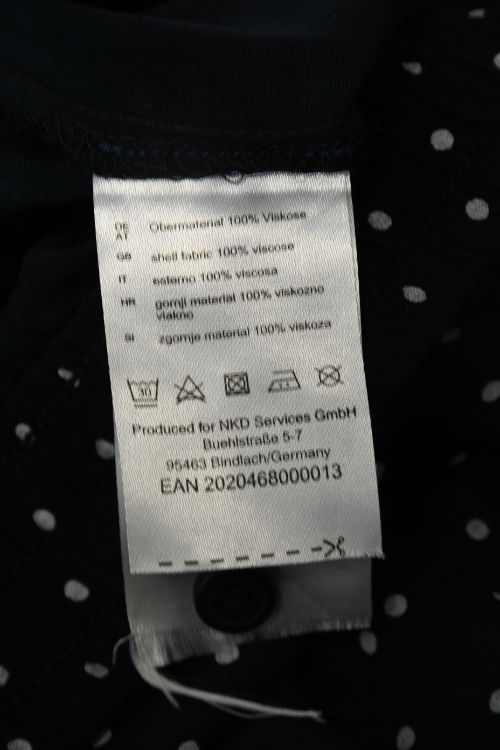 DE AT Obermaterial 100% Viskose
GB shell fabric 100% viscose
IT esterno 100% viscosa
HR gornji material 100% viskozno
vlakno
SI zgornje material 100% viskoza
30
Produced for NKD Services GmbH
Buehlstraße 5-7
95463 Bindlach/Germany
EAN 2020468000013